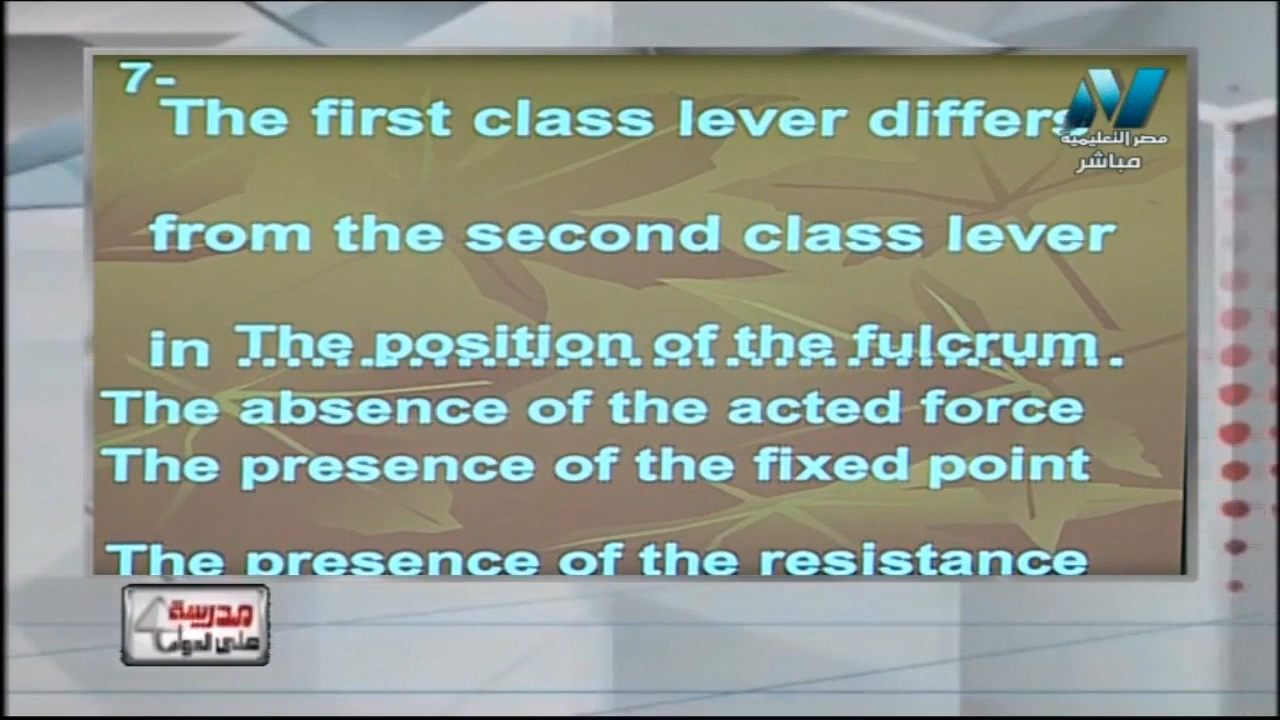 7-
The first class lever differs
from the second class lever
in The position of the fulcrum.
The absence of the acted force
The presence of the fixed point
The presence of the resistance
مصر التعليمية
مباشر
مدرسة
على الهواء